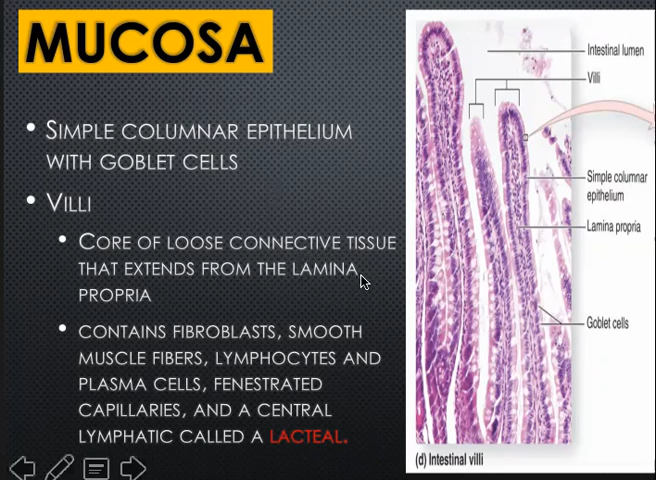 MUCOSA
• SIMPLE COLUMNAR EPITHELIUM
WITH GOBLET CELLS
• VILLI
• CORE OF LOOSE CONNECTIVE TISSUE
THAT EXTENDS FROM THE LAMINA
PROPRIA
• CONTAINS FIBROBLASTS, SMOOTH
MUSCLE FIBERS, LYMPHOCYTES AND
PLASMA CELLS, FENESTRATED
CAPILLARIES, AND A CENTRAL
LYMPHATIC CALLED A LACTEAL.
Intestinal lumen
Villi
Simple columnar
epithelium
Lamina propria
Goblet cells
(d) Intestinal villi